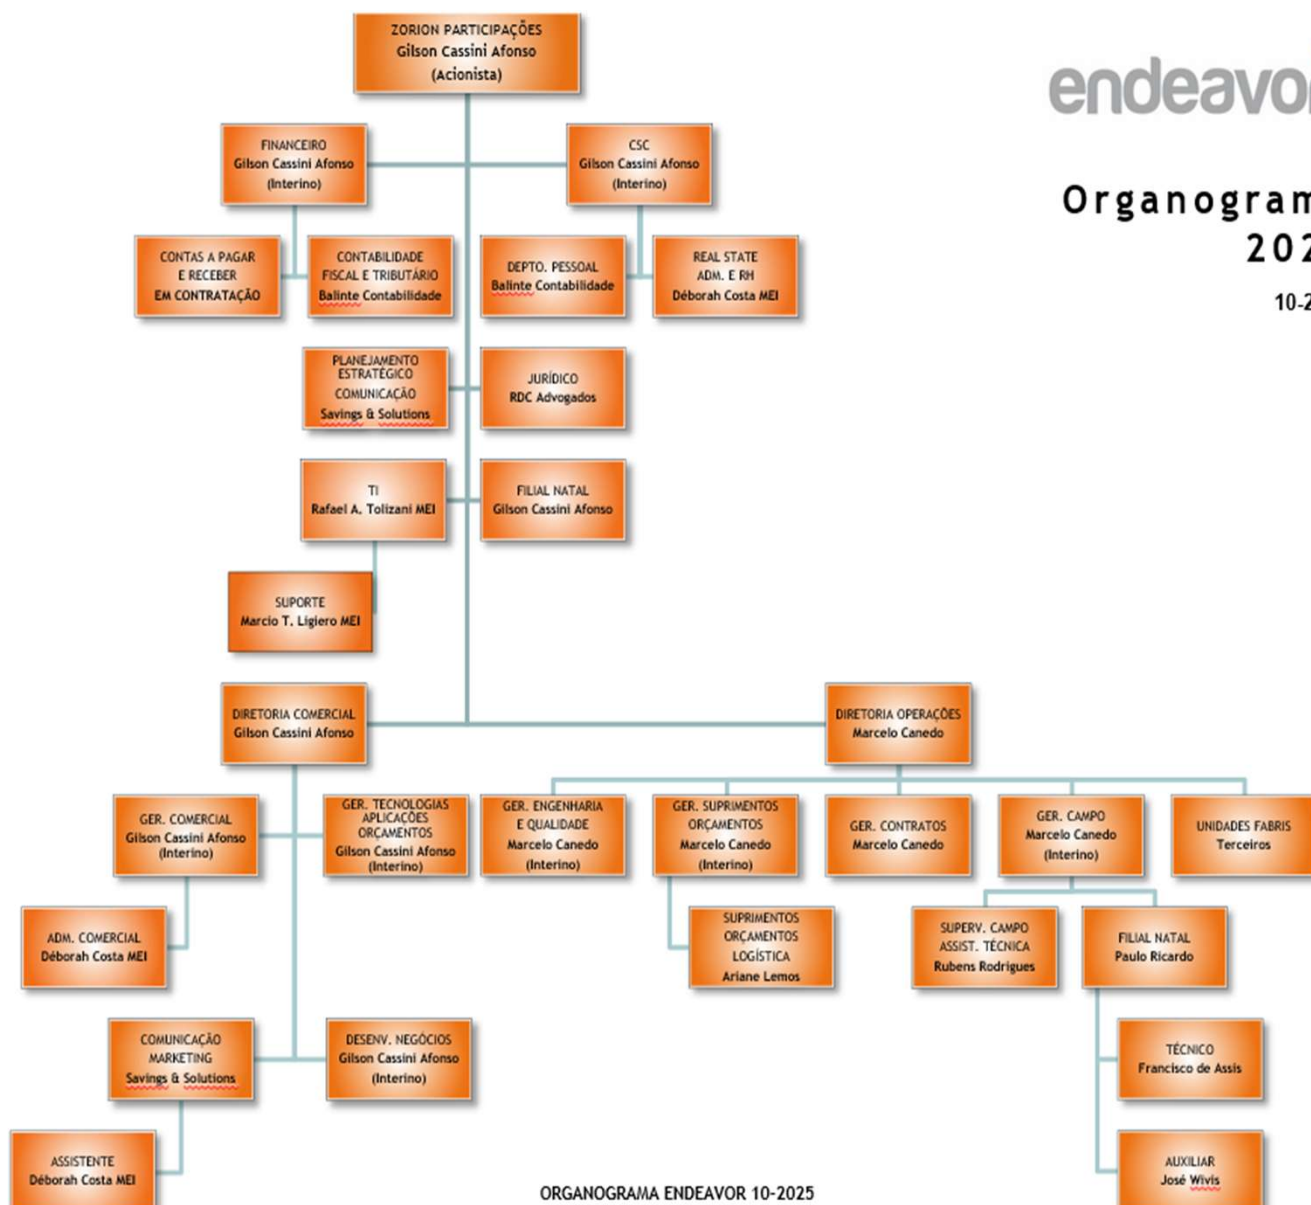 ZORION PARTICIPAÇÕES
Gilson Cassini Afonso
(Acionista)
endeavor
Organogram
202
10-2
FINANCEIRO
Gilson Cassini Afonso
(Interino)
CSC
Gilson Cassini Afonso
(Interino)
CONTAS A PAGAR
E RECEBER
EM CONTRATAÇÃO
CONTABILIDADE
FISCAL E TRIBUTÁRIO
Balinte Contabilidade
DEPTO. PESSOAL
Balinte Contabilidade
REAL STATE
ADM. E RH
Déborah Costa MEI
PLANEJAMENTO
ESTRATÉGICO
COMUNICAÇÃO
Savings & Solutions
JURÍDICO
RDC Advogados
TI
Rafael A. Tolizani MEI
FILIAL NATAL
Gilson Cassini Afonso
SUPORTE
Marcio T. Ligiero MEI
DIRETORIA COMERCIAL
Gilson Cassini Afonso
DIRETORIA OPERAÇÕES
Marcelo Canedo
GER. COMERCIAL
Gilson Cassini Afonso
(Interino)
GER. TECNOLOGIAS
APLICAÇÕES
ORÇAMENTOS
Gilson Cassini Afonso
(Interino)
GER. ENGENHARIA
E QUALIDADE
Marcelo Canedo
(Interino)
GER. SUPRIMENTOS
ORÇAMENTOS
Marcelo Canedo
(Interino)
GER. CONTRATOS
Marcelo Canedo
GER. CAMPO
Marcelo Canedo
(Interino)
UNIDADES FABRIS
Terceiros
ADM. COMERCIAL
Déborah Costa MEI
SUPRIMENTOS
ORÇAMENTOS
LOGÍSTICA
Ariane Lemos
SUPERV. CAMPO
ASSIST. TÉCNICA
Rubens Rodrigues
FILIAL NATAL
Paulo Ricardo
COMUNICAÇÃO
MARKETING
Savings & Solutions
DESENV. NEGÓCIOS
Gilson Cassini Afonso
(Interino)
TÉCNICO
Francisco de Assis
ASSISTENTE
Déborah Costa MEI
AUXILIAR
José Wivis
ORGANOGRAMA ENDEAVOR 10-2025